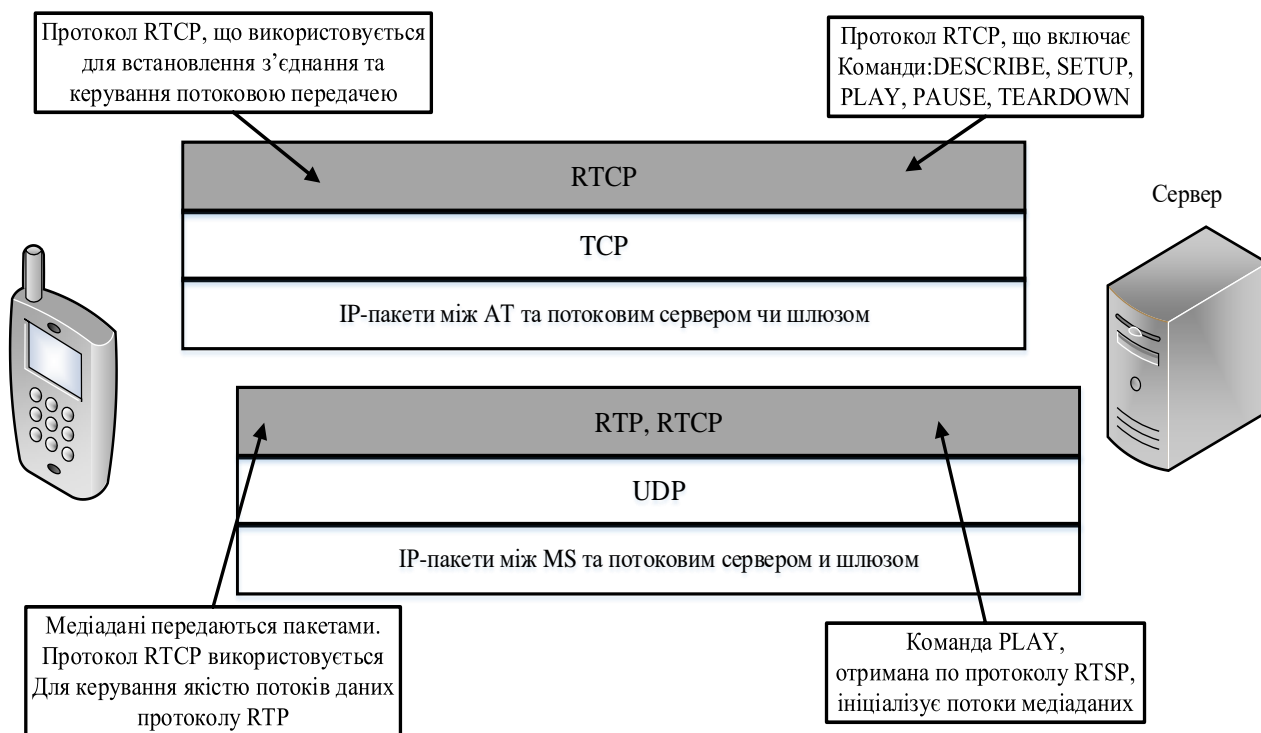 Протокол RTCP, що використовується
для встановлення з’єднання та
керування потоковою передачею
Протокол RTCP, що включає
Команди:DESCRIBE, SETUP,
PLAY, PAUSE, TEARDOWN
RTCP
Сервер
TCP
IP-пакети між АТ та потоковим сервером чи шлюзом
RTP, RTCP
UDP
IP-пакети між MS та потоковим сервером и шлюзом
Медіадані передаються пакетами.
Протокол RTCP використовується
Для керування якістю потоків даних
протоколу RTP
Команда PLAY,
отримана по протоколу RTSP,
ініціалізує потоки медіаданих